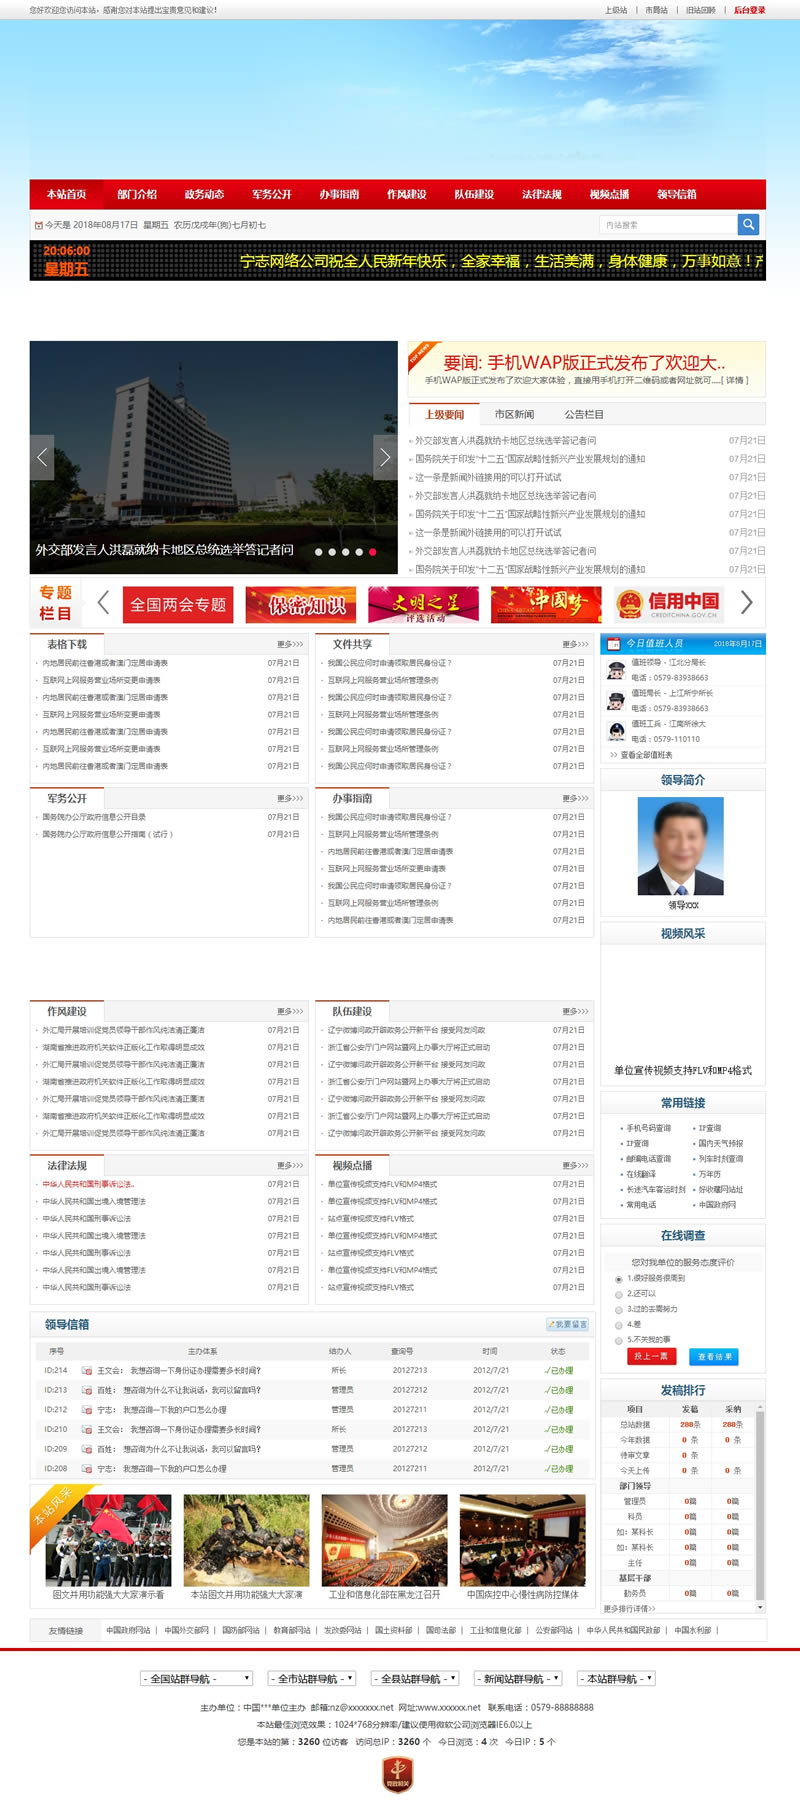 您好欢迎您访问本站，感谢您对本站提出宝贵意见和建议！
上级站 | 市局站 | 旧站回顾 | 后台登录
本站首页 部门介绍 政务动态 军务公开 办事指南 作风建设 队伍建设 法律法规 视频点播 领导信箱
今天是 2018年08月17日 星期五 农历戊戌年(狗)七月初七
站内搜索
20:06:00
星期五
宁志网络公司祝全人民新年快乐，全家幸福，生活美满，身体健康，万事如意！
要闻: 手机WAP版正式发布了欢迎大..
手机WAP版正式发布了欢迎大家体验，直接用手机打开二维码或者网址就可....[ 详情 ]
上级要闻 市区新闻 公告栏目
外交部发言人洪磊就纳卡地区总统选举答记者问 07月21日
国务院关于印发“十二五”国家战略性新兴产业发展规划的通知 07月21日
这一条是新闻外链接用的可以打开试试 07月21日
外交部发言人洪磊就纳卡地区总统选举答记者问 07月21日
国务院关于印发“十二五”国家战略性新兴产业发展规划的通知 07月21日
这一条是新闻外链接用的可以打开试试 07月21日
外交部发言人洪磊就纳卡地区总统选举答记者问 07月21日
国务院关于印发“十二五”国家战略性新兴产业发展规划的通知 07月21日
外交部发言人洪磊就纳卡地区总统选举答记者问
专题
栏目
全国两会专题
保密知识
文明之星
评选活动
中国梦
信用中国
CREDITCHINA.GOV.CN
表格下载 更多>>>
内地居民前往香港或者澳门定居申请表 07月21日
互联网上网服务营业场所变更申请表 07月21日
内地居民前往香港或者澳门定居申请表 07月21日
互联网上网服务营业场所变更申请表 07月21日
内地居民前往香港或者澳门定居申请表 07月21日
互联网上网服务营业场所变更申请表 07月21日
内地居民前往香港或者澳门定居申请表 07月21日
文件共享 更多>>>
我国公民应何时申请领取居民身份证？ 07月21日
互联网上网服务营业场所管理条例 07月21日
我国公民应何时申请领取居民身份证？ 07月21日
互联网上网服务营业场所管理条例 07月21日
我国公民应何时申请领取居民身份证？ 07月21日
互联网上网服务营业场所管理条例 07月21日
我国公民应何时申请领取居民身份证？ 07月21日
今日值班人员 2018年8月17日
值班领导 - 江北分局长
电话：0579-83938663
值班局长 - 上江所宁所长
电话：0579-83938663
值班工兵 - 江南所徐大
电话：0579-110110
>> 查看全部值班表
军务公开 更多>>>
国务院办公厅政府信息公开目录 07月21日
国务院办公厅政府信息公开指南（试行） 07月21日
办事指南 更多>>>
我国公民应何时申请领取居民身份证？ 07月21日
互联网上网服务营业场所管理条例 07月21日
内地居民前往香港或者澳门定居申请表 07月21日
互联网上网服务营业场所变更申请表 07月21日
我国公民应何时申请领取居民身份证？ 07月21日
互联网上网服务营业场所管理条例 07月21日
内地居民前往香港或者澳门定居申请表 07月21日
领导简介
领导XXX
视频风采
单位宣传视频支持FLV和MP4格式
作风建设 更多>>>
外汇局开展培训促党员领导干部作风纯洁清正廉洁 07月21日
湖南省推进政府机关软件正版化工作取得明显成效 07月21日
外汇局开展培训促党员领导干部作风纯洁清正廉洁 07月21日
湖南省推进政府机关软件正版化工作取得明显成效 07月21日
外汇局开展培训促党员领导干部作风纯洁清正廉洁 07月21日
湖南省推进政府机关软件正版化工作取得明显成效 07月21日
外汇局开展培训促党员领导干部作风纯洁清正廉洁 07月21日
队伍建设 更多>>>
辽宁微博问政开辟政务公开新平台 接受网友问政 07月21日
浙江省公安厅门户网站暨网上办事大厅将正式启动 07月21日
辽宁微博问政开辟政务公开新平台 接受网友问政 07月21日
浙江省公安厅门户网站暨网上办事大厅将正式启动 07月21日
辽宁微博问政开辟政务公开新平台 接受网友问政 07月21日
浙江省公安厅门户网站暨网上办事大厅将正式启动 07月21日
辽宁微博问政开辟政务公开新平台 接受网友问政 07月21日
常用链接
手机号码查询 IP查询
IP查询 国内天气预报
邮编电话查询 列车时刻查询
在线翻译 万年历
长途汽车客运时刻 好收藏网站址
常用电话 中国政府网
法律法规 更多>>>
中华人民共和国刑事诉讼法.. 07月21日
中华人民共和国出境入境管理法 07月21日
中华人民共和国刑事诉讼法 07月21日
中华人民共和国出境入境管理法 07月21日
中华人民共和国刑事诉讼法 07月21日
中华人民共和国出境入境管理法 07月21日
中华人民共和国刑事诉讼法 07月21日
视频点播 更多>>>
单位宣传视频支持FLV和MP4格式 07月21日
单位宣传视频支持FLV和MP4格式 07月21日
站点宣传视频支持FLV格式 07月21日
单位宣传视频支持FLV和MP4格式 07月21日
站点宣传视频支持FLV格式 07月21日
单位宣传视频支持FLV和MP4格式 07月21日
站点宣传视频支持FLV格式 07月21日
在线调查
您对我单位的服务态度评价
1.很好服务很周到
2.还可以
3.过的去需努力
4.差
5.不关我的事
投上一票 查看结果
领导信箱 我要留言
序号 主办体系 结办人 查询号 时间 状态
ID:214 王文会： 我想咨询一下身份证办理需要多长时间? 所长 20127213 2012/7/21 √已办理
ID:213 百姓： 想咨询为什么不让我说话，我可以留言吗? 管理员 20127212 2012/7/21 √已办理
ID:212 宁志： 我想咨询一下我的户口怎么办理 管理员 20127211 2012/7/21 √已办理
ID:210 王文会： 我想咨询一下身份证办理需要多长时间? 所长 20127213 2012/7/21 √已办理
ID:209 百姓： 想咨询为什么不让我说话，我可以留言吗? 管理员 20127212 2012/7/21 √已办理
ID:208 宁志： 我想咨询一下我的户口怎么办理 管理员 20127211 2012/7/21 √已办理
发稿排行
项目 发稿 采纳
总站数据 288条 288条
今年数据 0 条 0 条
待审文章 0 条
今天上传 0 条 0 条
部门领导
管理员 0篇 0篇
科员 0篇 0篇
如：某科长 0篇 0篇
如：某科长 0篇 0篇
主任 0篇 0篇
基层干部
勤务员 0篇 0篇
更多排行详情>>
本站风采
图文并用功能强大大家演示看
本站图文并用功能强大大家演
工业和信息化部在黑龙江召开
中国疾控中心慢性病防控媒体
友情链接 中国政府网站 | 中国外交部网 | 国防部网站 | 教育部网站 | 发改委网站 | 国土资料部 | 国司法部 | 工业和信息化部 | 公安部网站 | 中华人民共和国民政部 | 中国水利部 |
- 全国站群导航 - - 全市站群导航 - - 全县站群导航 - - 新闻站群导航 - - 本站群导航 -
主办单位：中国***单位主办 邮箱:nz@xxxxxxx.net 网址:www.xxxxxx.net 联系电话：0579-88888888
本站最佳浏览效果：1024*768分辨率/建议使用微软公司浏览器IE6.0以上
您是本站的第：3260 位访客 访问总IP：3260 个 今日浏览：4 次 今日IP：5 个
党政机关